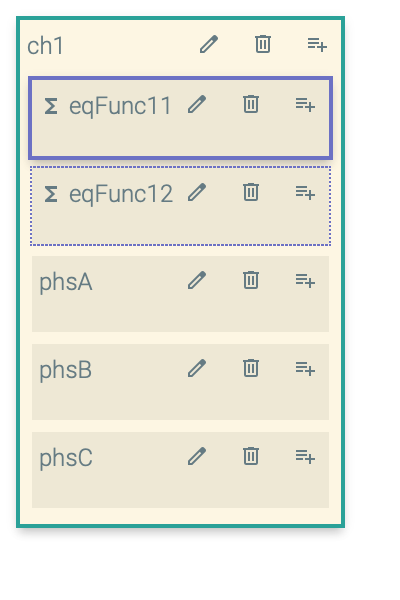 ch1
Σ eqFunc11
Σ eqFunc12
phsA
phsB
phsC